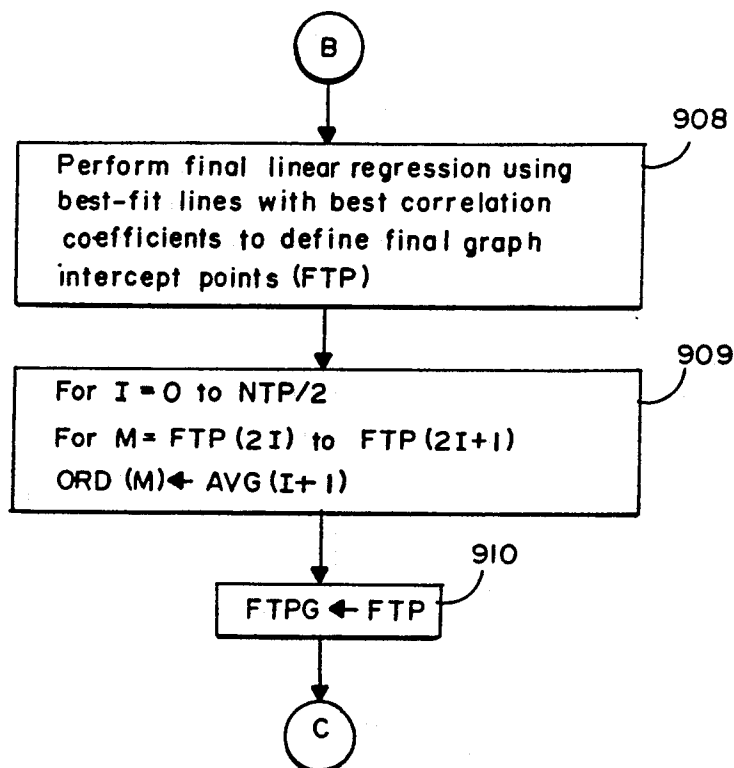 B
908
Perform final linear regression using
best-fit lines with best correlation
coefficients to define final graph
intercept points (FTP)
909
For I = 0 to NTP/2
For M = FTP (2I) to FTP (2I+1)
ORD (M) ← AVG (I+1)
910
FTPG ← FTP
C